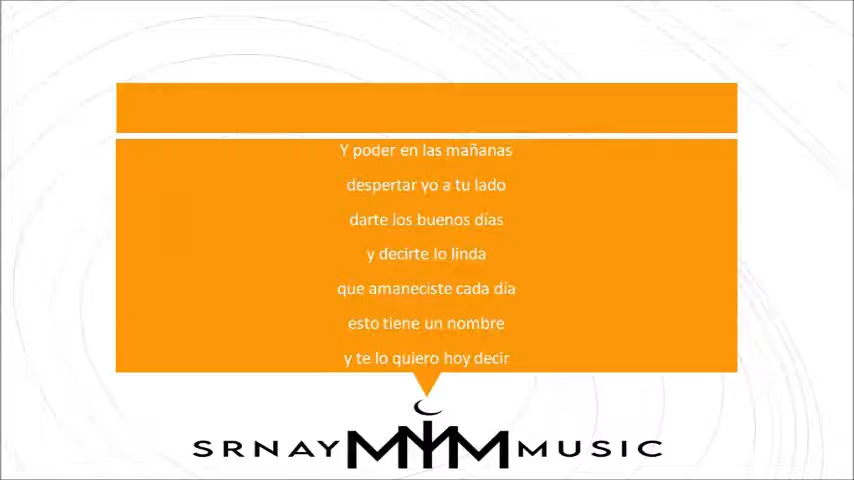 Y poder en las mañanas
despertar yo a tu lado
darte los buenos días
y decirte lo linda
que amaneciste cada día
esto tiene un nombre
y te lo quiero hoy decir
SRNAY MYM MUSIC